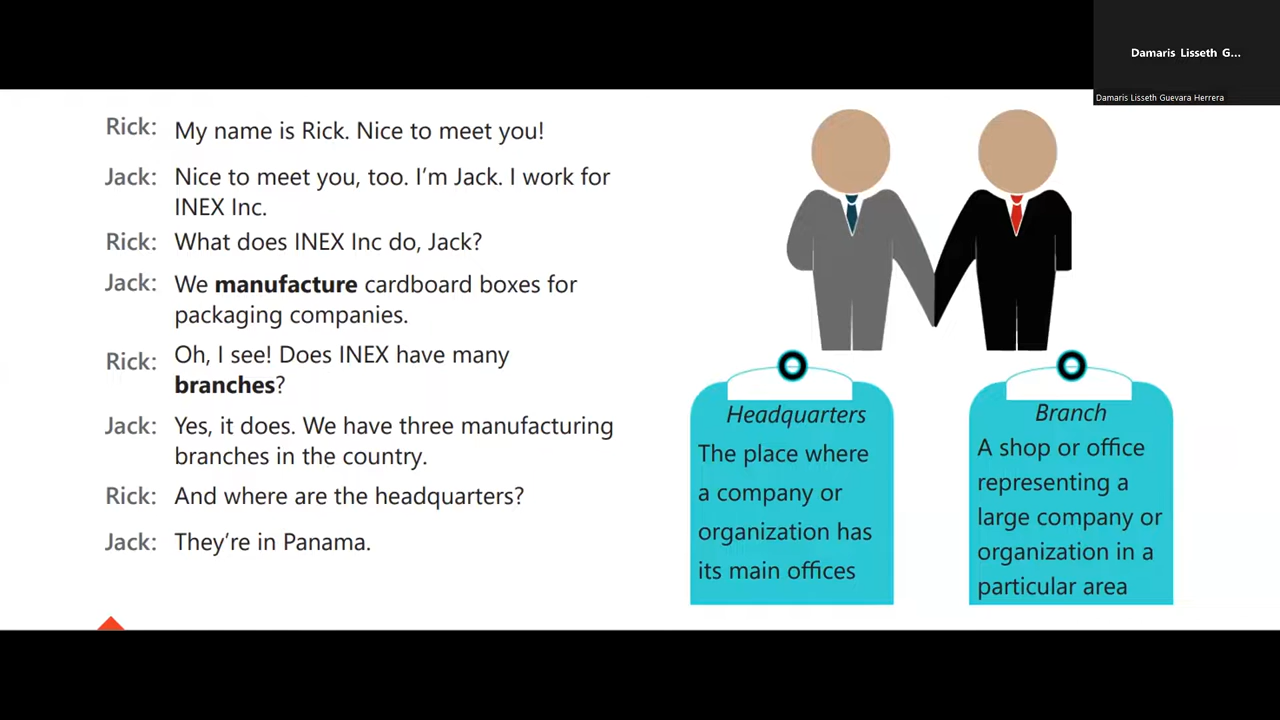 Damaris Lisseth G...
Damaris Lisseth Guevara Herrera
Rick: My name is Rick. Nice to meet you!
Jack: Nice to meet you, too. I’m Jack. I work for
INEX Inc.
Rick: What does INEX Inc do, Jack?
Jack: We manufacture cardboard boxes for
packaging companies.
Rick: Oh, I see! Does INEX have many
branches?
Jack: Yes, it does. We have three manufacturing
branches in the country.
Rick: And where are the headquarters?
Jack: They’re in Panama.
Headquarters
The place where
a company or
organization has
its main offices
Branch
A shop or office
representing a
large company or
organization in a
particular area